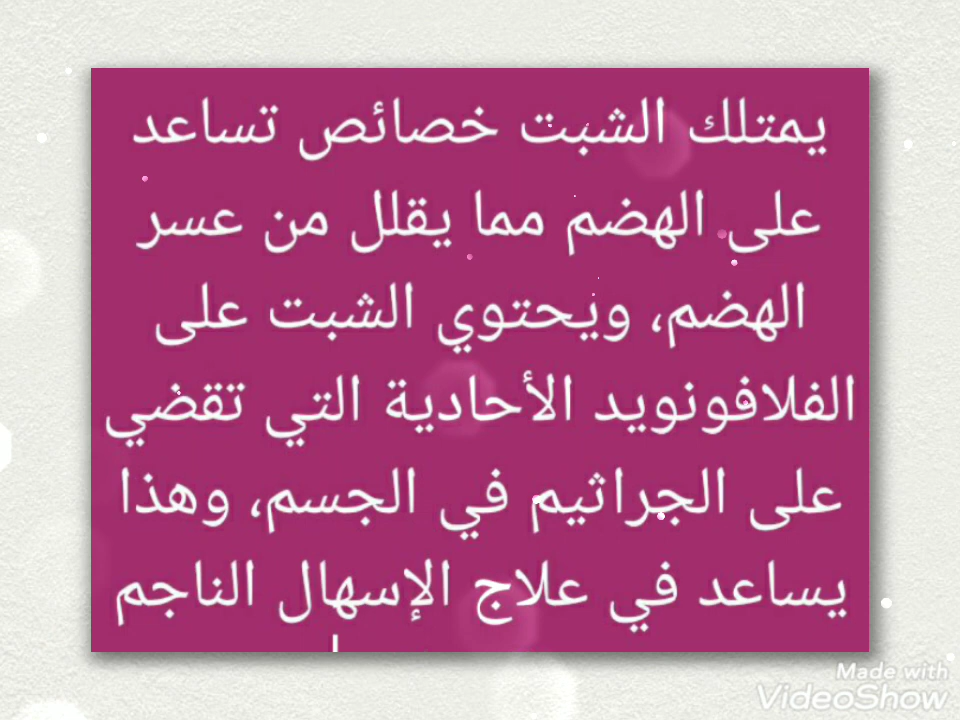 يمتلك الشبت خصائص تساعد
على الهضم مما يقلل من عسر
الهضم، ويحتوي الشبت على
الفلافونويد الأحادية التي تقضي
على الجراثيم في الجسم، وهذا
يساعد في علاج الإسهال الناجم
Made with
VideoShow